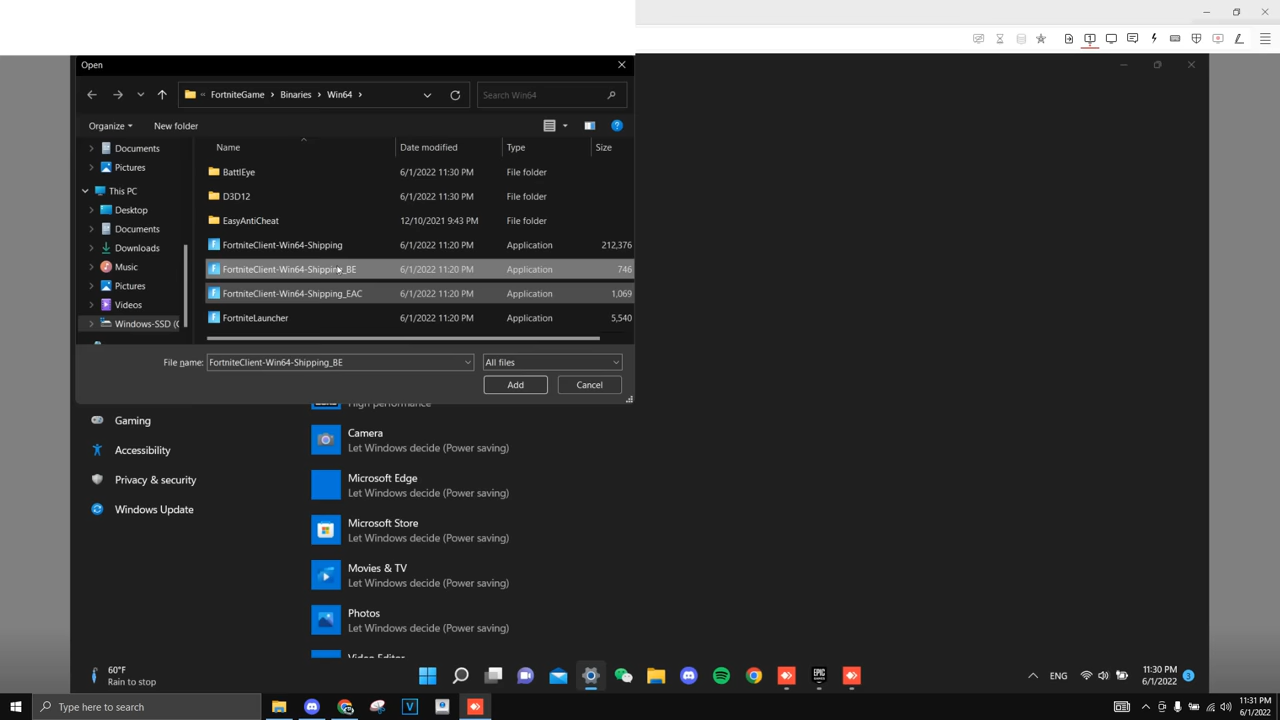 Open
FortniteGame > Binaries > Win64 >
Search Win64
Organize
New folder
Name
Date modified
Type
Size
Documents
Pictures
This PC
Desktop
Documents
Downloads
Music
Pictures
Videos
Windows-SSD (C
BattlEye 6/1/2022 11:30 PM File folder
D3D12 6/1/2022 11:30 PM File folder
EasyAntiCheat 12/10/2021 9:43 PM File folder
FortniteClient-Win64-Shipping 6/1/2022 11:20 PM Application 212,376
FortniteClient-Win64-Shipping_BE 6/1/2022 11:20 PM Application 746
FortniteClient-Win64-Shipping_EAC 6/1/2022 11:20 PM Application 1,069
FortniteLauncher 6/1/2022 11:20 PM Application 5,540
File name: FortniteClient-Win64-Shipping_BE
All files
Add
Cancel
High performance
Gaming
Accessibility
Privacy & security
Windows Update
Camera
Let Windows decide (Power saving)
Microsoft Edge
Let Windows decide (Power saving)
Microsoft Store
Let Windows decide (Power saving)
Movies & TV
Let Windows decide (Power saving)
Photos
Let Windows decide (Power saving)
Video Editor
60°F
Rain to stop
EPIC
GAMES
ENG
11:30 PM
6/1/2022
3
Type here to search
V
11:31 PM
6/1/2022